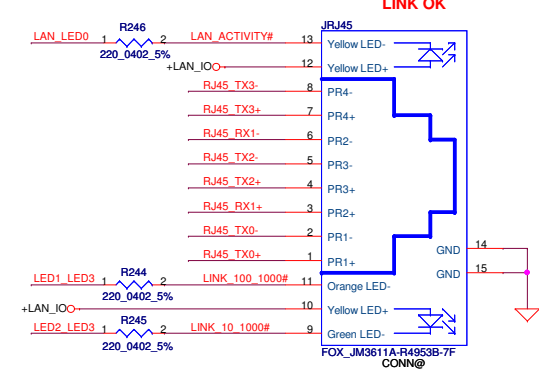 LINK OK
R246
JRJ45
LAN_LED0 1 2 LAN_ACTIVITY# 13 Yellow LED-
220_0402_5%
+LAN_IO 12 Yellow LED+
RJ45_TX3- 8 PR4-
RJ45_TX3+ 7 PR4+
RJ45_RX1- 6 PR2-
RJ45_TX2- 5 PR3-
RJ45_TX2+ 4 PR3+
RJ45_RX1+ 3 PR2+
RJ45_TX0- 2 PR1-
GND 14
RJ45_TX0+ 1 PR1+
GND 15
R244
LED1_LED3 1 2 LINK_100_1000# 11 Orange LED-
220_0402_5%
+LAN_IO 10 Yellow LED+
R245
LED2_LED3 1 2 LINK_10_1000# 9 Green LED-
220_0402_5%
FOX_JM3611A-R4953B-7F
CONN@